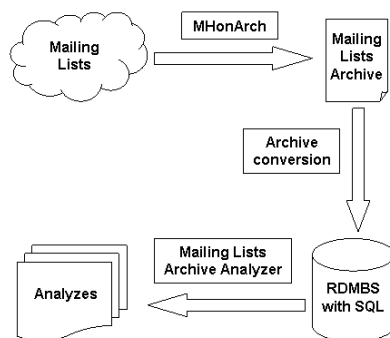 MHonArch
Mailing
Lists
Mailing
Lists
Archive
Archive
conversion
Mailing Lists
Archive Analyzer
Analyzes
RDMBS
with SQL